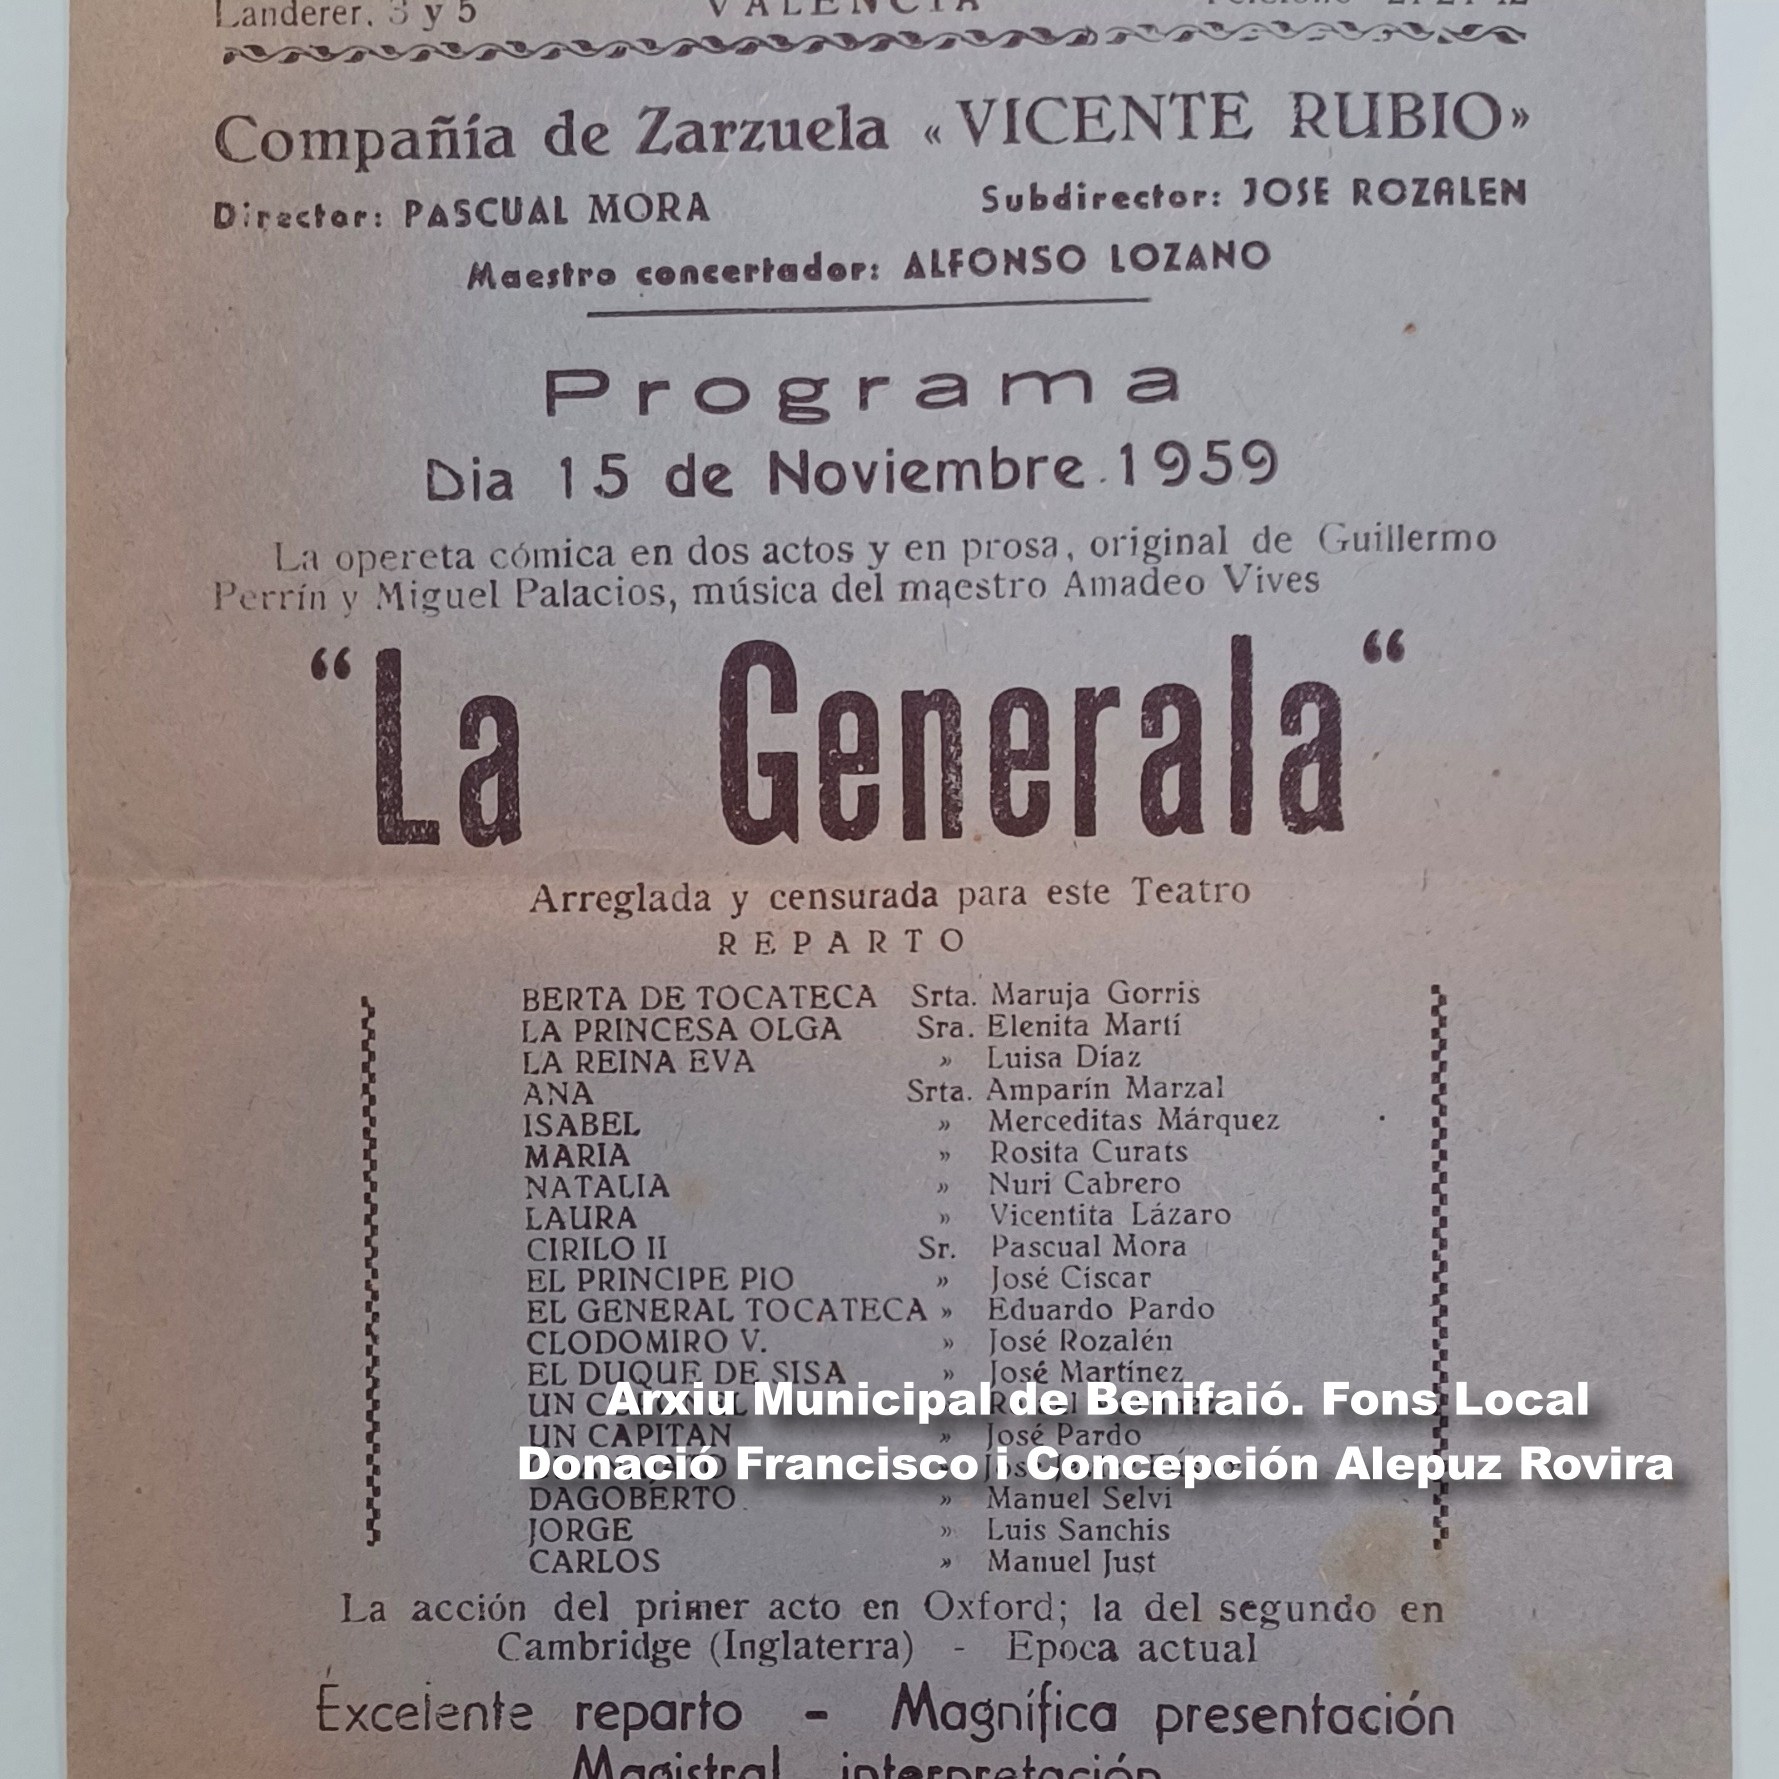 Landerer, 3 y 5 VALENCIA
Compañía de Zarzuela «VICENTE RUBIO»
Director: PASCUAL MORA Subdirector: JOSE ROZALEN
Maestro concertador: ALFONSO LOZANO
Programa
Dia 15 de Noviembre 1959
La opereta cómica en dos actos y en prosa, original de Guillermo
Perrín y Miguel Palacios, música del maestro Amadeo Vives
“La Generala“
Arreglada y censurada para este Teatro
REPARTO
BERTA DE TOCATECA Srta. Maruja Gorris
LA PRINCESA OLGA Sra. Elenita Martí
LA REINA EVA » Luisa Díaz
ANA Srta. Amparín Marzal
ISABEL » Merceditas Márquez
MARIA » Rosita Curats
NATALIA » Nuri Cabrero
LAURA » Vicentita Lázaro
CIRILO II Sr. Pascual Mora
EL PRINCIPE PIO » José Císcar
EL GENERAL TOCATECA » Eduardo Pardo
CLODOMIRO V. » José Rozalén
EL DUQUE DE SISA » José Martínez
UN
Arxiu Municipal de Benifaió. Fons Local
UN CAPITAN » José Pardo
Donació Francisco i Concepción Alepuz Rovira
DAGOBERTO » Manuel Selvi
JORGE » Luis Sanchis
CARLOS » Manuel Just
La acción del primer acto en Oxford; la del segundo en
Cambridge (Inglaterra) - Epoca actual
Excelente reparto - Magnífica presentación
Magistral interpretación